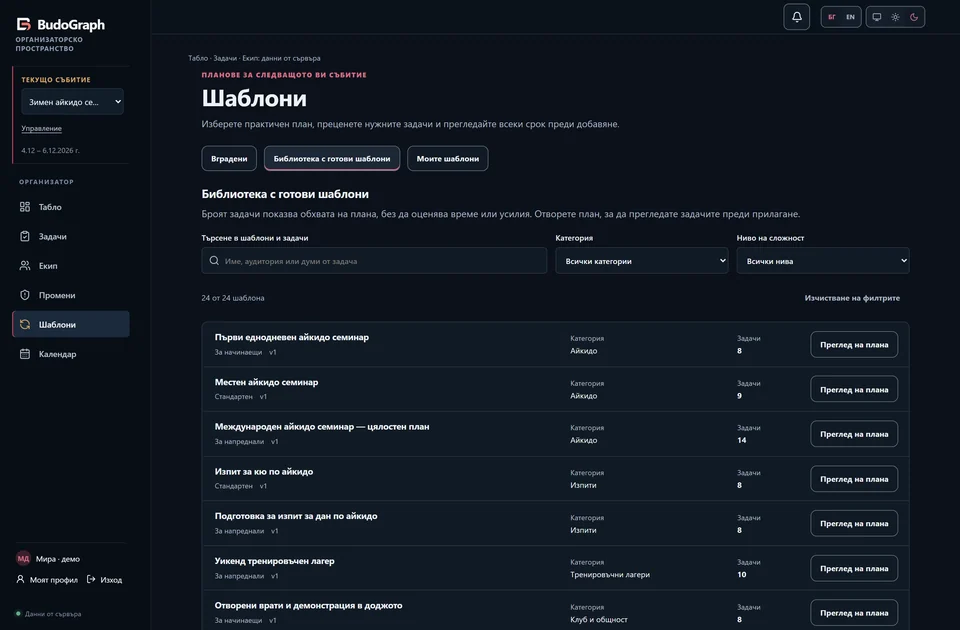 BudoGraph
ОРГАНИЗАТОРСКО
ПРОСТРАНСТВО
ТЕКУЩО СЪБИТИЕ
Зимен айкидо се...
Управление
4.12 – 6.12.2026 г.
ОРГАНИЗАТОР
Табло
Задачи
Екип
Промени
Шаблони
Календар
МД Мира · демо
Моят профил Изход
Данни от сървъра
БГ EN
Табло · Задачи · Екип: данни от сървъра
ПЛАНОВЕ ЗА СЛЕДВАЩОТО ВИ СЪБИТИЕ
Шаблони
Изберете практичен план, преценете нужните задачи и прегледайте всеки срок преди добавяне.
Вградени Библиотека с готови шаблони Моите шаблони
Библиотека с готови шаблони
Броят задачи показва обхвата на плана, без да оценява време или усилия. Отворете план, за да прегледате задачите преди прилагане.
Търсене в шаблони и задачи Категория Ниво на сложност
Име, аудитория или думи от задача Всички категории Всички нива
24 от 24 шаблона Изчистване на филтрите
Първи еднодневен айкидо семинар Категория Задачи Преглед на плана
За начинаещи v1 Айкидо 8
Местен айкидо семинар Категория Задачи Преглед на плана
Стандартен v1 Айкидо 9
Международен айкидо семинар — цялостен план Категория Задачи Преглед на плана
За напреднали v1 Айкидо 14
Изпит за кю по айкидо Категория Задачи Преглед на плана
Стандартен v1 Изпити 8
Подготовка за изпит за дан по айкидо Категория Задачи Преглед на плана
За напреднали v1 Изпити 8
Уикенд тренировъчен лагер Категория Задачи Преглед на плана
За напреднали v1 Тренировъчни лагери 10
Отворени врати и демонстрация в доджото Категория Задачи Преглед на плана
За начинаещи v1 Клуб и общност 8